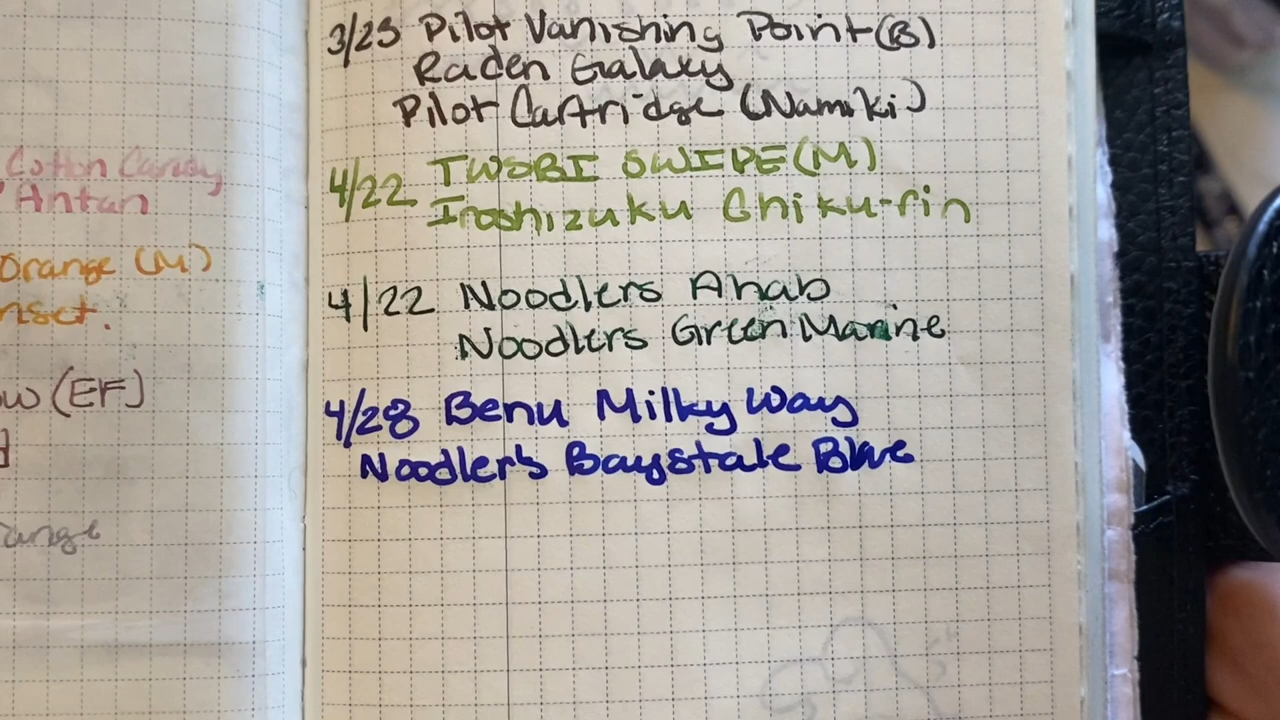 Cotton Candy
Antan
Orange (M)
nset.
ow (EF)
ange
3/23 Pilot Vanishing Point (B)
Raden Galaxy
Pilot Cartridge (Namiki)
4/22 TWSBI SWIPE (M)
Iroshizuku Chiku-rin
4/22 Noodlers Ahab
Noodlers Green Marine
4/28 Benu Milky Way
Noodler's Baystate Blue